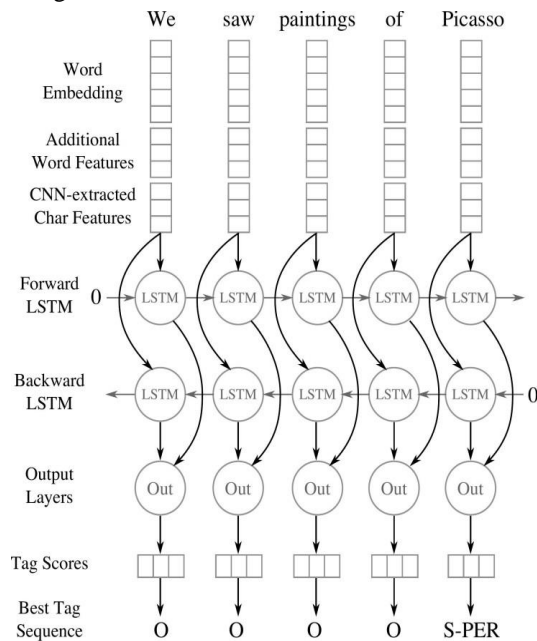 We saw paintings of Picasso
Word
Embedding
Additional
Word Features
CNN-extracted
Char Features
Forward
LSTM
0 LSTM LSTM LSTM LSTM LSTM
Backward
LSTM
LSTM LSTM LSTM LSTM LSTM 0
Output
Layers
Out Out Out Out Out
Tag Scores
Best Tag
Sequence
O O O O S-PER